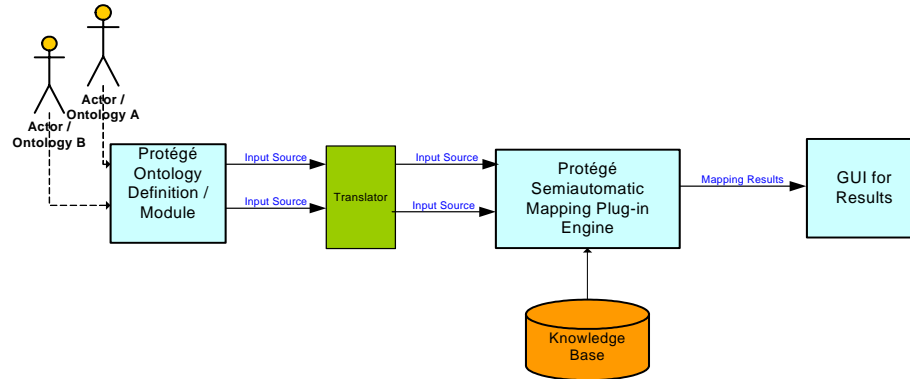 Actor /
Ontology A
Actor /
Ontology B
Protégé
Ontology
Definition /
Module
Input Source
Input Source
Translator
Input Source
Input Source
Protégé
Semiautomatic
Mapping Plug-in
Engine
Mapping Results
GUI for
Results
Knowledge
Base